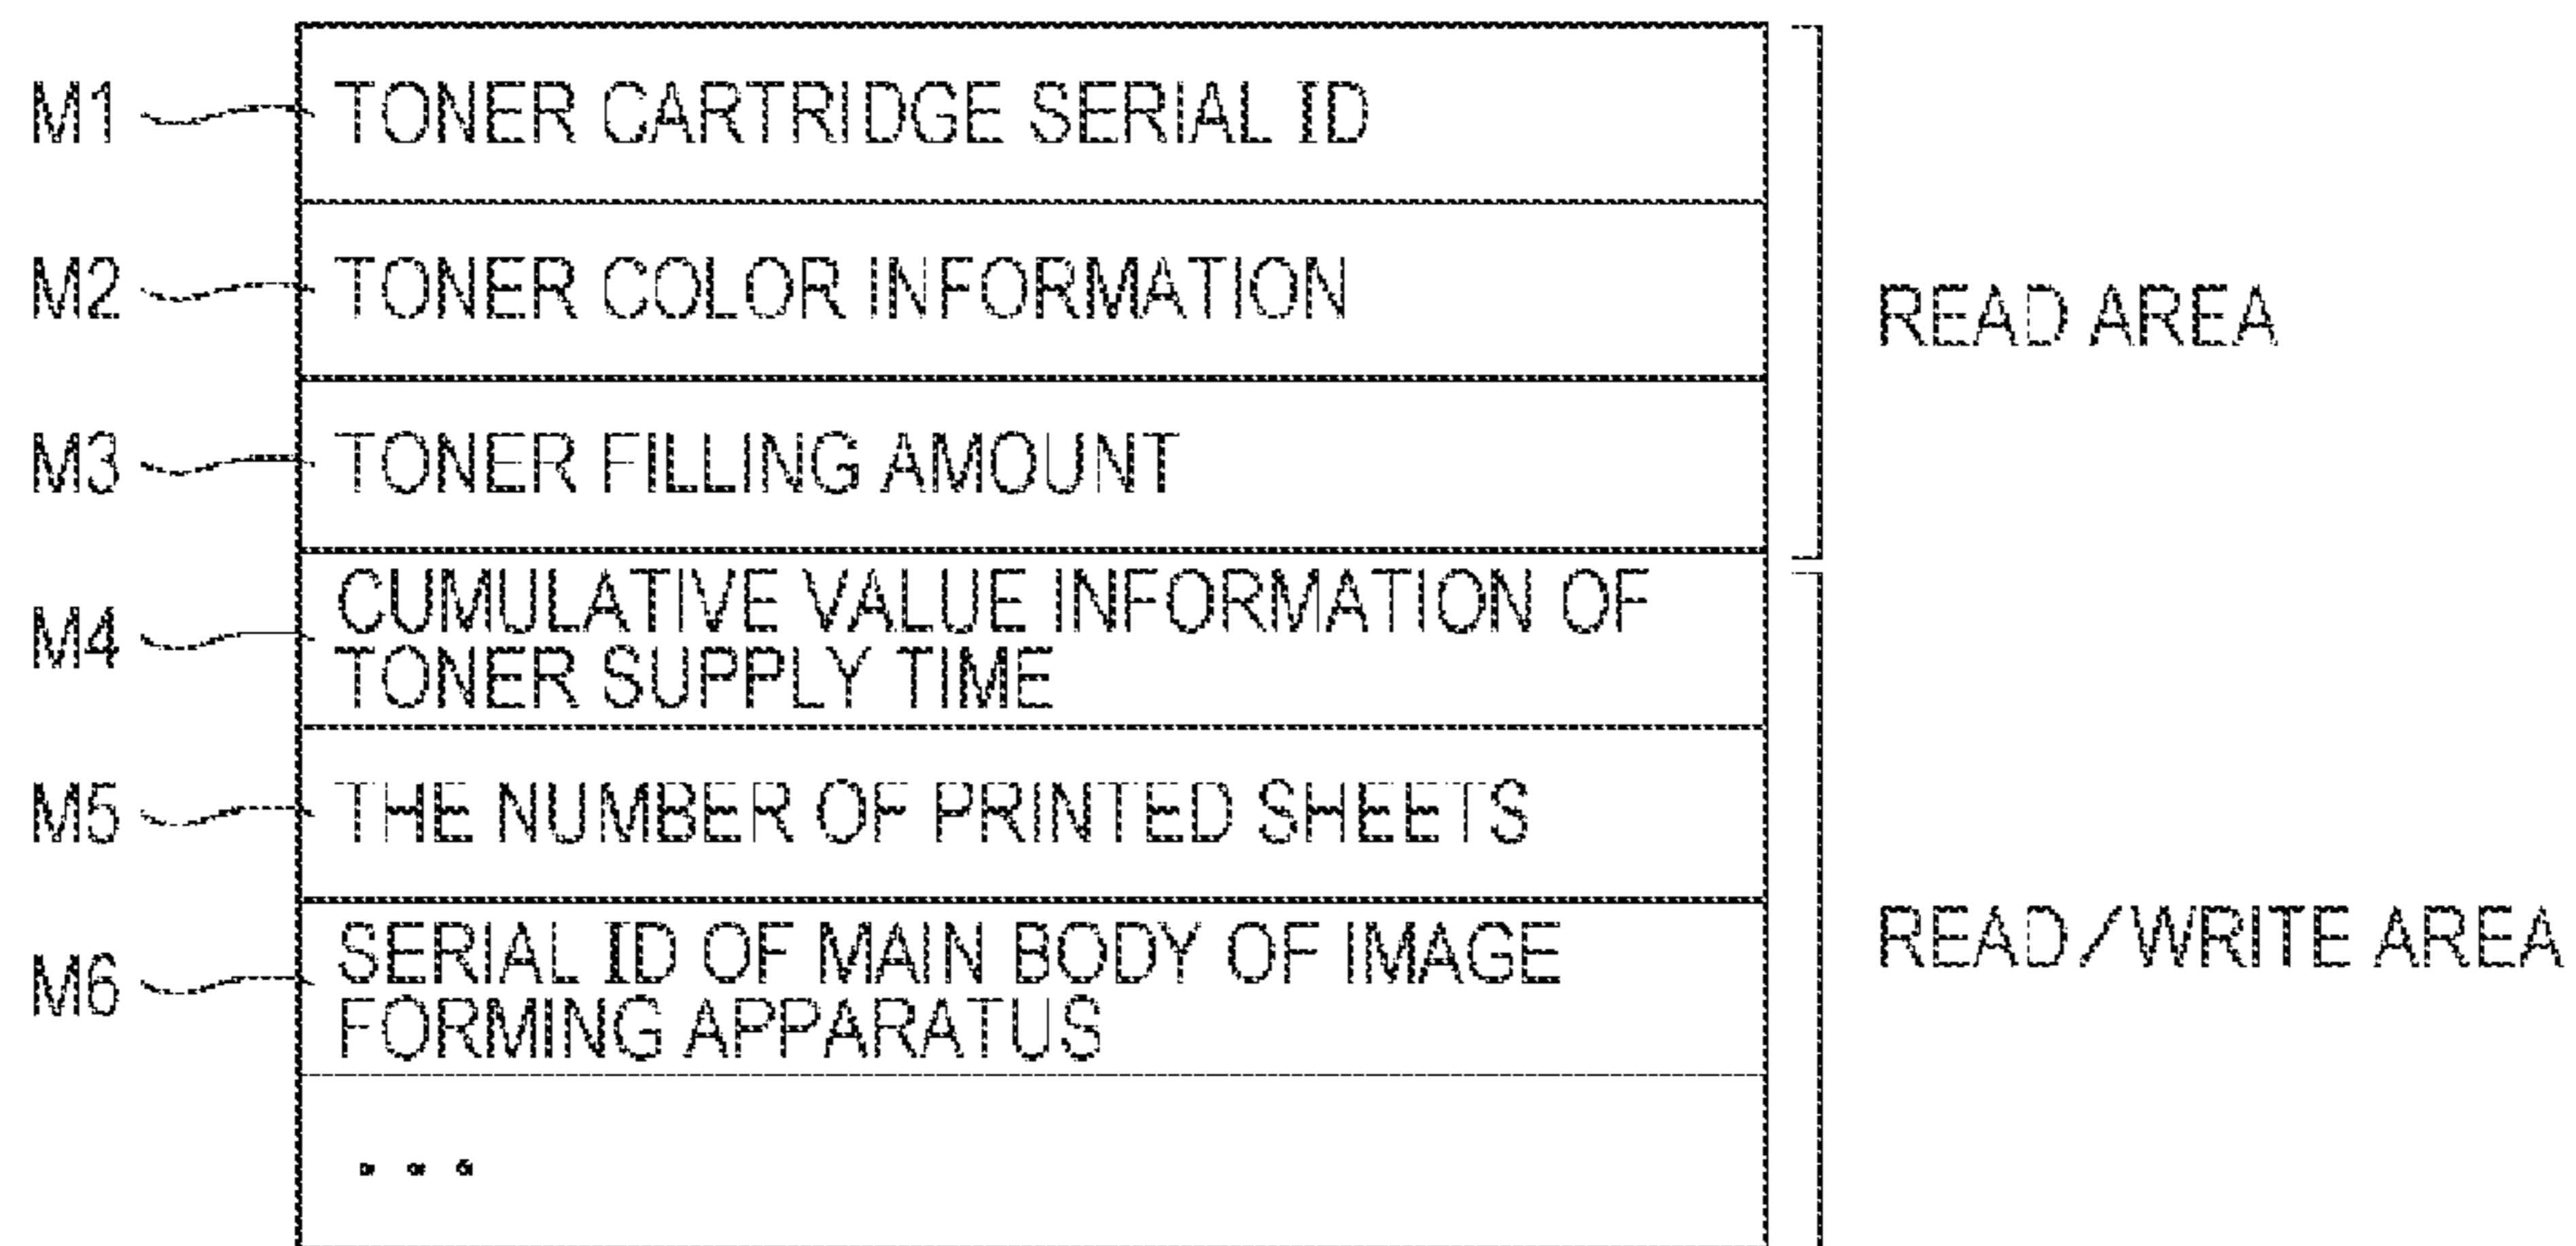 M1 TONER CARTRIDGE SERIAL ID
M2 TONER COLOR INFORMATION
READ AREA
M3 TONER FILLING AMOUNT
M4 CUMULATIVE VALUE INFORMATION OF
TONER SUPPLY TIME
M5 THE NUMBER OF PRINTED SHEETS
M6 SERIAL ID OF MAIN BODY OF IMAGE
FORMING APPARATUS
READ/WRITE AREA
...